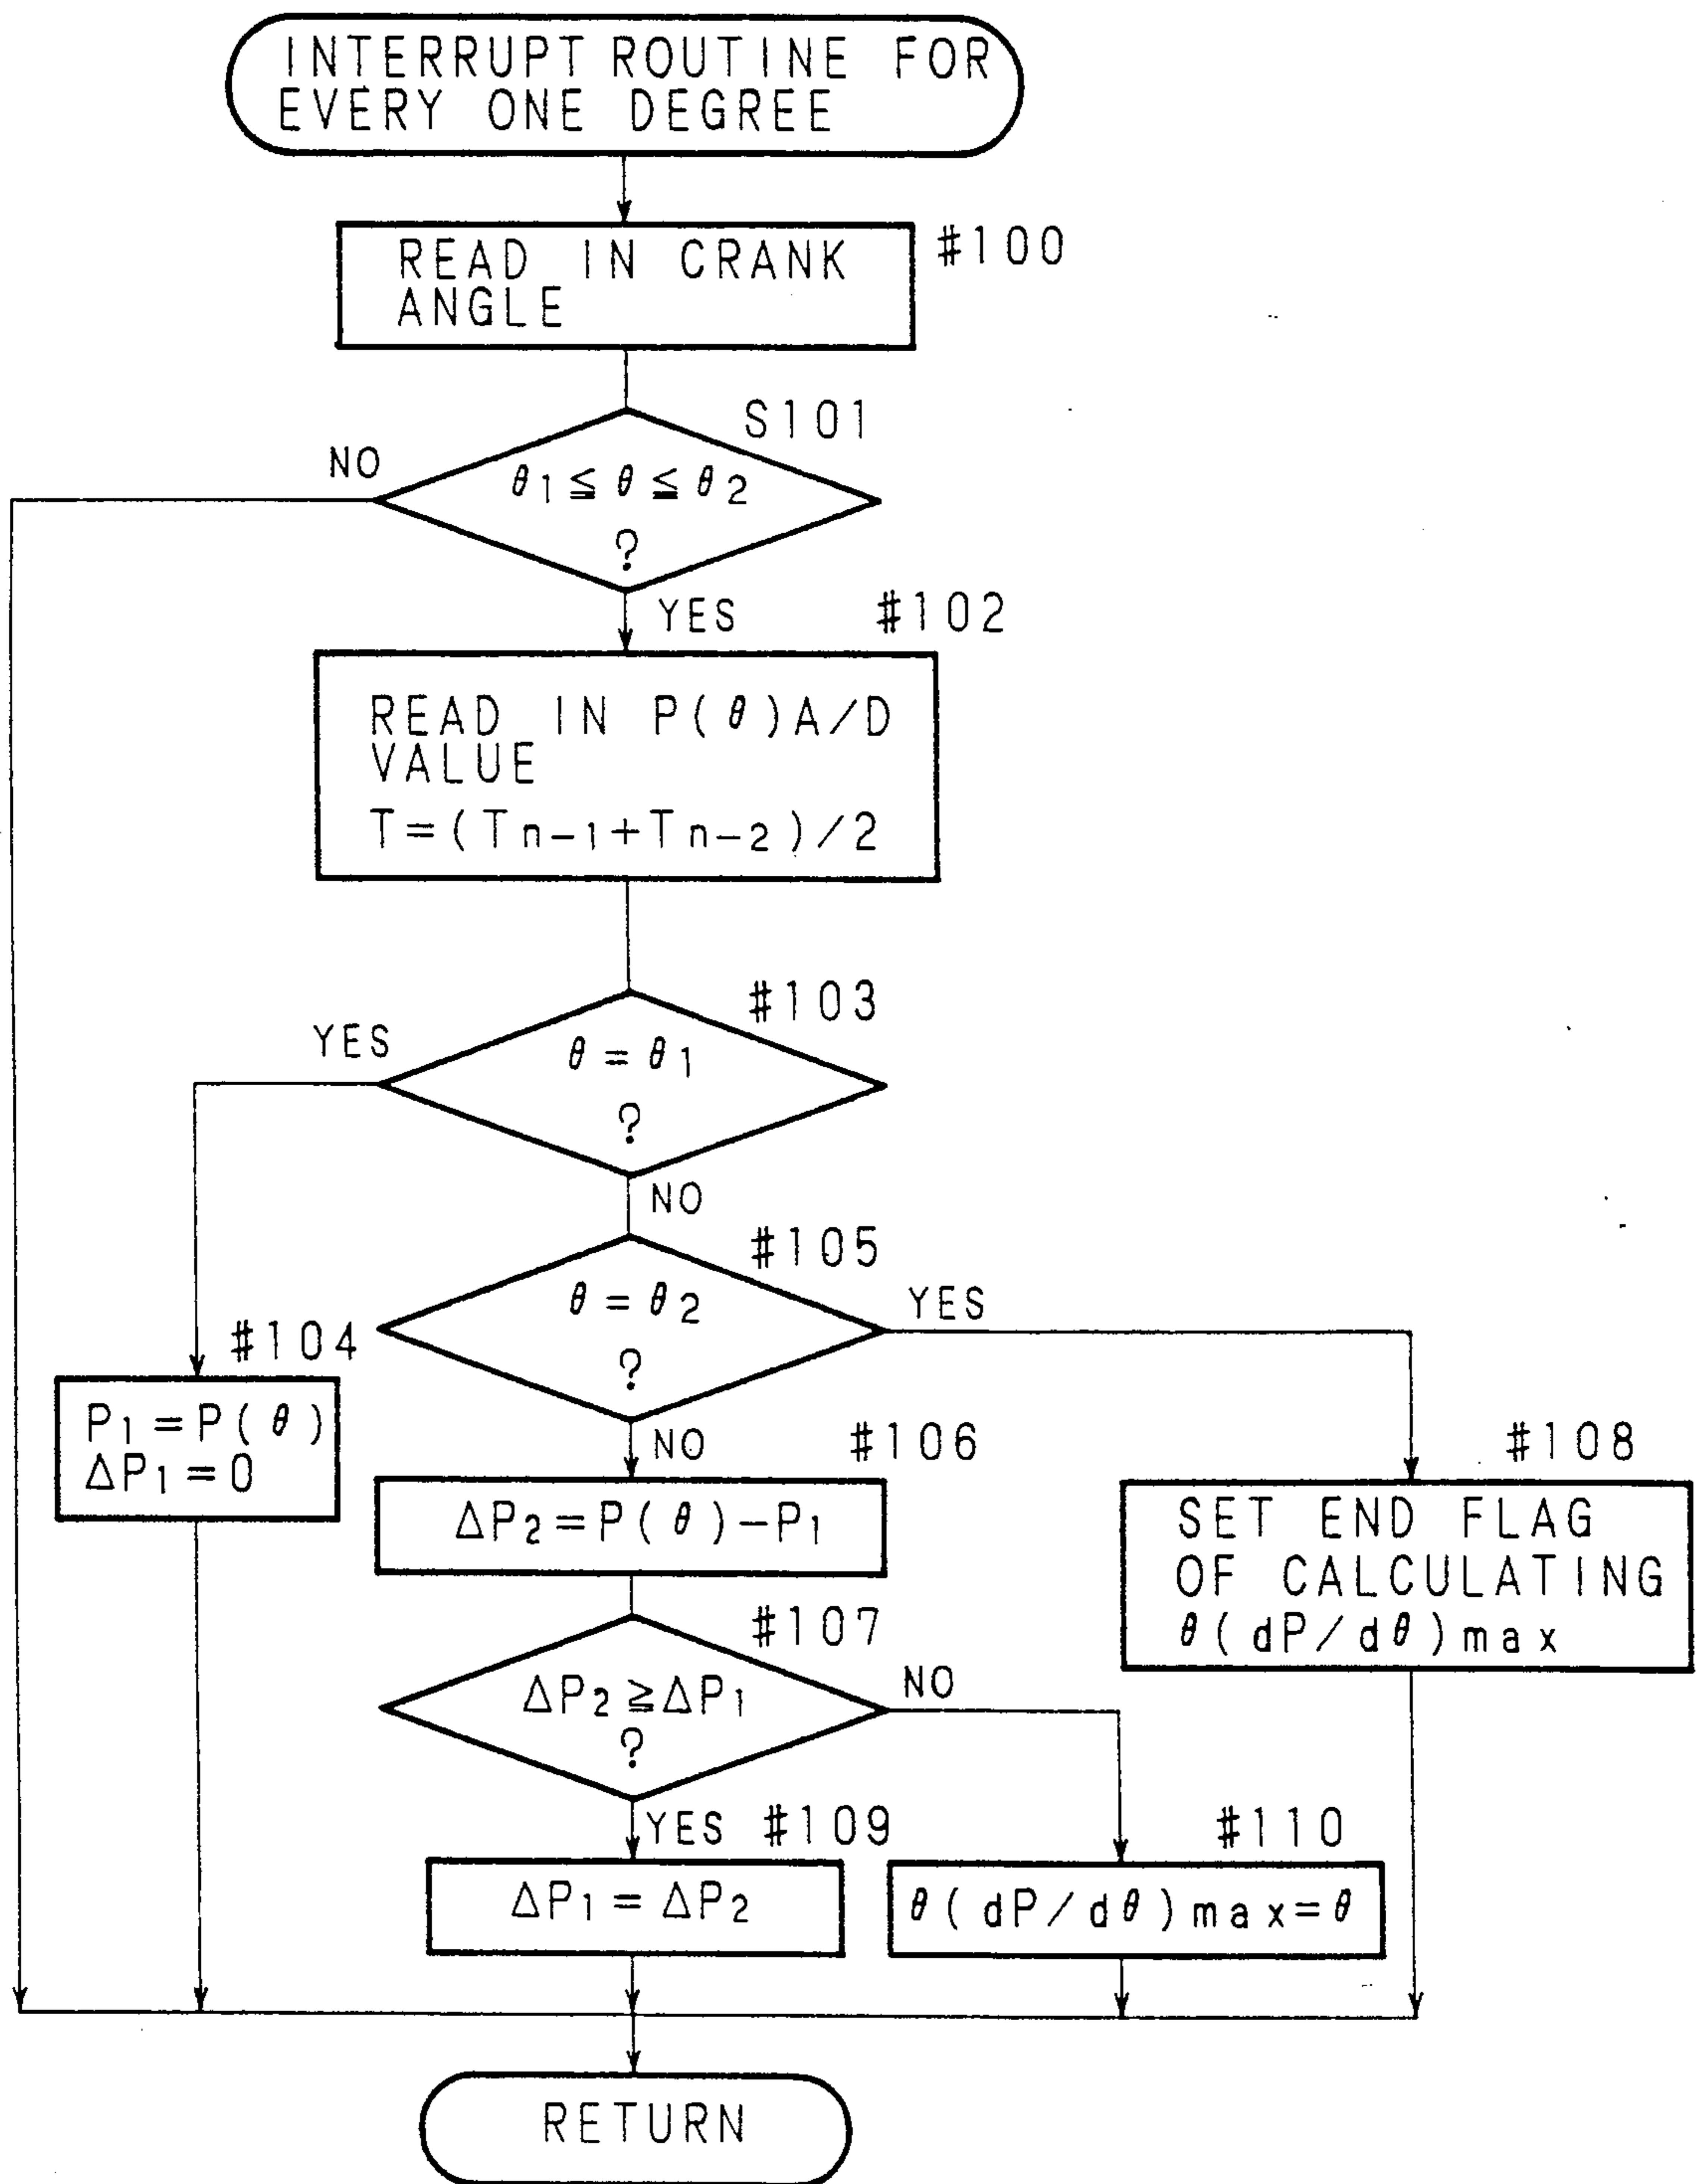 INTERRUPT ROUTINE FOR
EVERY ONE DEGREE
READ IN CRANK
ANGLE
#100
S101
NO
θ1≦θ≦θ2
?
YES
#102
READ IN P(θ)A/D
VALUE
T=(Tn-1+Tn-2)/2
#103
YES
θ=θ1
?
NO
#105
θ=θ2
?
YES
#104
P1=P(θ)
ΔP1=0
NO
#106
ΔP2=P(θ)-P1
#108
SET END FLAG
OF CALCULATING
θ(dP/dθ)max
#107
ΔP2≧ΔP1
?
NO
YES
#109
ΔP1=ΔP2
#110
θ(dP/dθ)max=θ
RETURN